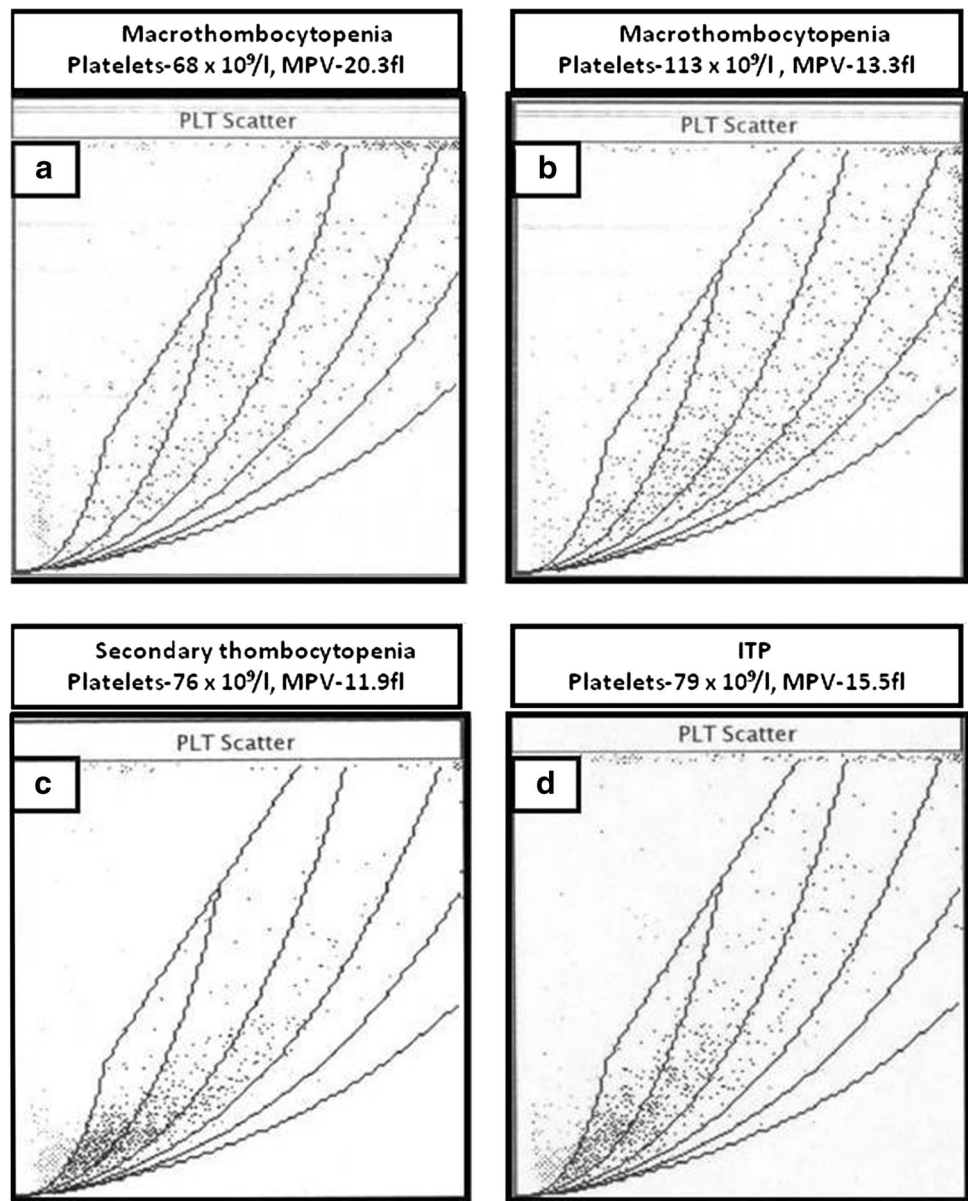 Macrothombocytopenia
Platelets-68 x 10⁹/l, MPV-20.3fl
PLT Scatter
a
Macrothombocytopenia
Platelets-113 x 10⁹/l , MPV-13.3fl
PLT Scatter
b
Secondary thombocytopenia
Platelets-76 x 10⁹/l, MPV-11.9fl
PLT Scatter
c
ITP
Platelets-79 x 10⁹/l, MPV-15.5fl
PLT Scatter
d